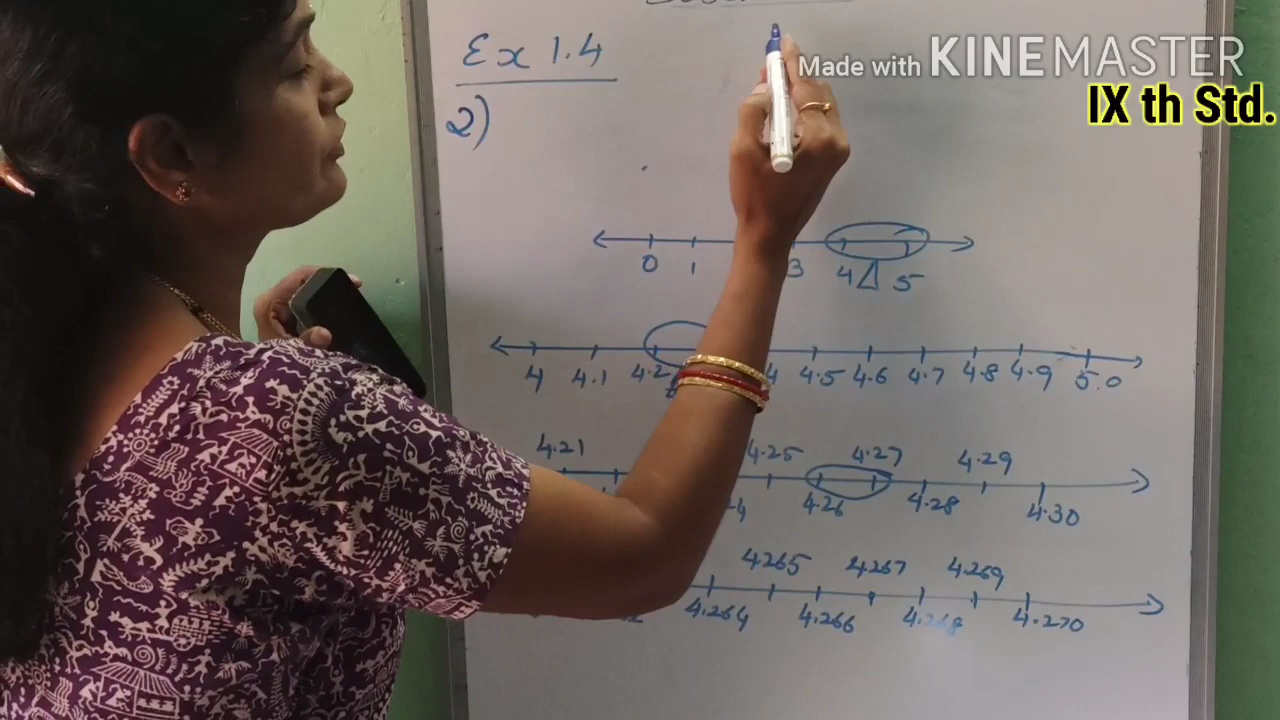 Made with KINEMASTER
IX th Std.
Ex 1.4
2)
0 1 3 4 5
4 4.1 4.2 4.5 4.6 4.7 4.8 4.9 5.0
4.21 4.25 4.27 4.29
4.26 4.28 4.30
4.265 4.267 4.269
4.264 4.266 4.268 4.270